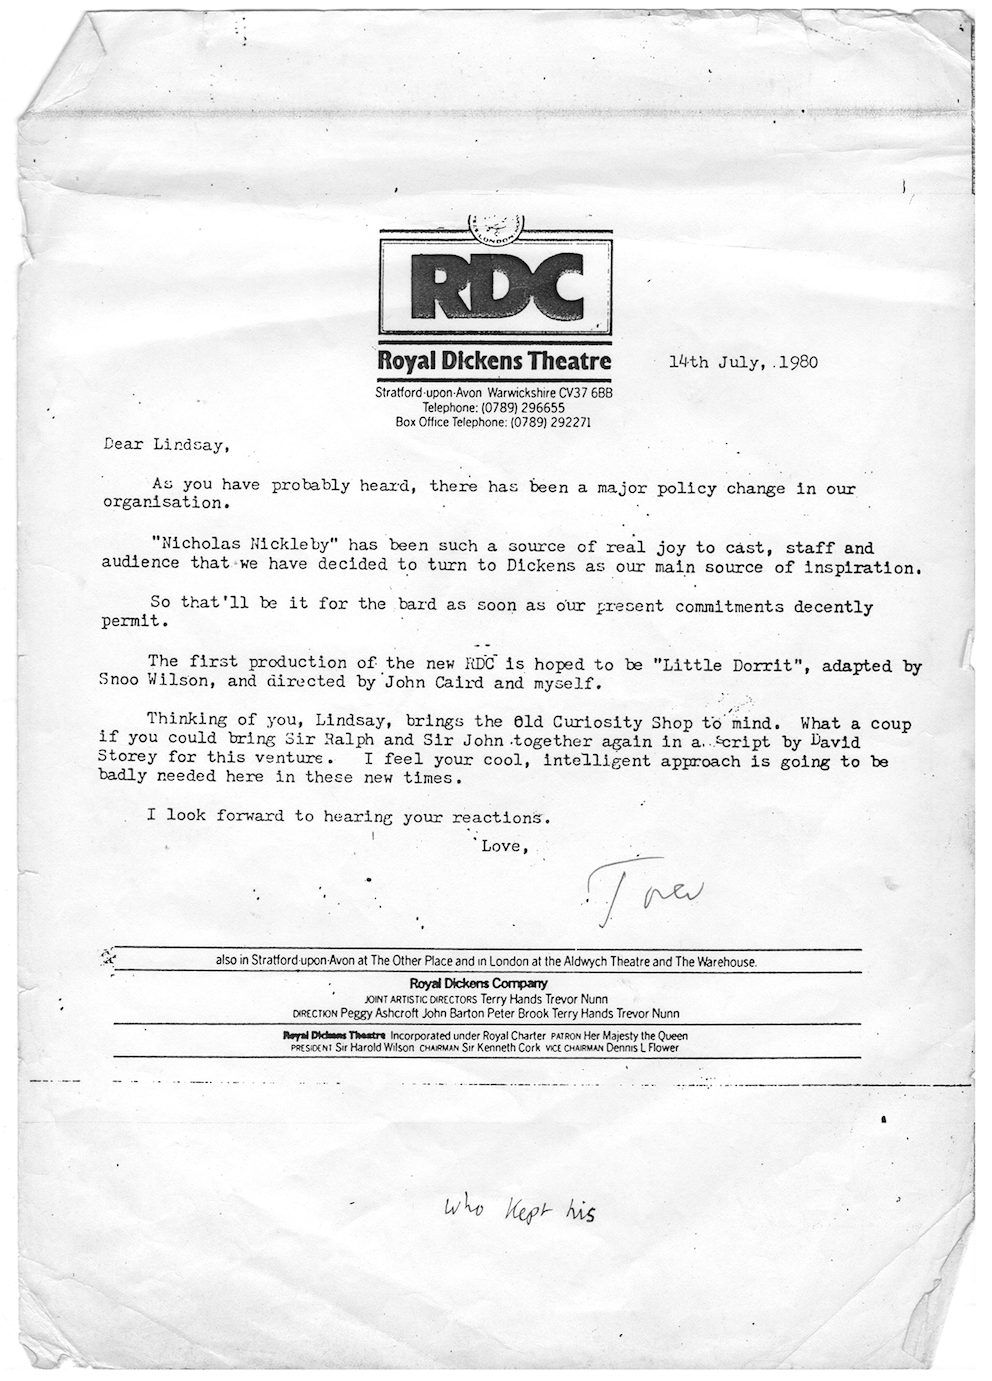 LONDON
RDC
Royal Dickens Theatre
14th July, 1980
Stratford-upon-Avon Warwickshire CV37 6BB
Telephone: (0789) 296655
Box Office Telephone: (0789) 292271
Dear Lindsay,
As you have probably heard, there has been a major policy change in our
organisation.
"Nicholas Nickleby" has been such a source of real joy to cast, staff and
audience that we have decided to turn to Dickens as our main source of inspiration.
So that'll be it for the bard as soon as our present commitments decently
permit.
The first production of the new RDC is hoped to be "Little Dorrit", adapted by
Snoo Wilson, and directed by John Caird and myself.
Thinking of you, Lindsay, brings the Old Curiosity Shop to mind. What a coup
if you could bring Sir Ralph and Sir John together again in a script by David
Storey for this venture. I feel your cool, intelligent approach is going to be
badly needed here in these new times.
I look forward to hearing your reactions.
Love,
Trev
also in Stratford-upon-Avon at The Other Place and in London at the Aldwych Theatre and The Warehouse.
Royal Dickens Company
JOINT ARTISTIC DIRECTORS Terry Hands Trevor Nunn
DIRECTION Peggy Ashcroft John Barton Peter Brook Terry Hands Trevor Nunn
Royal Dickens Theatre Incorporated under Royal Charter PATRON Her Majesty the Queen
PRESIDENT Sir Harold Wilson CHAIRMAN Sir Kenneth Cork VICE CHAIRMAN Dennis L Flower
who kept his